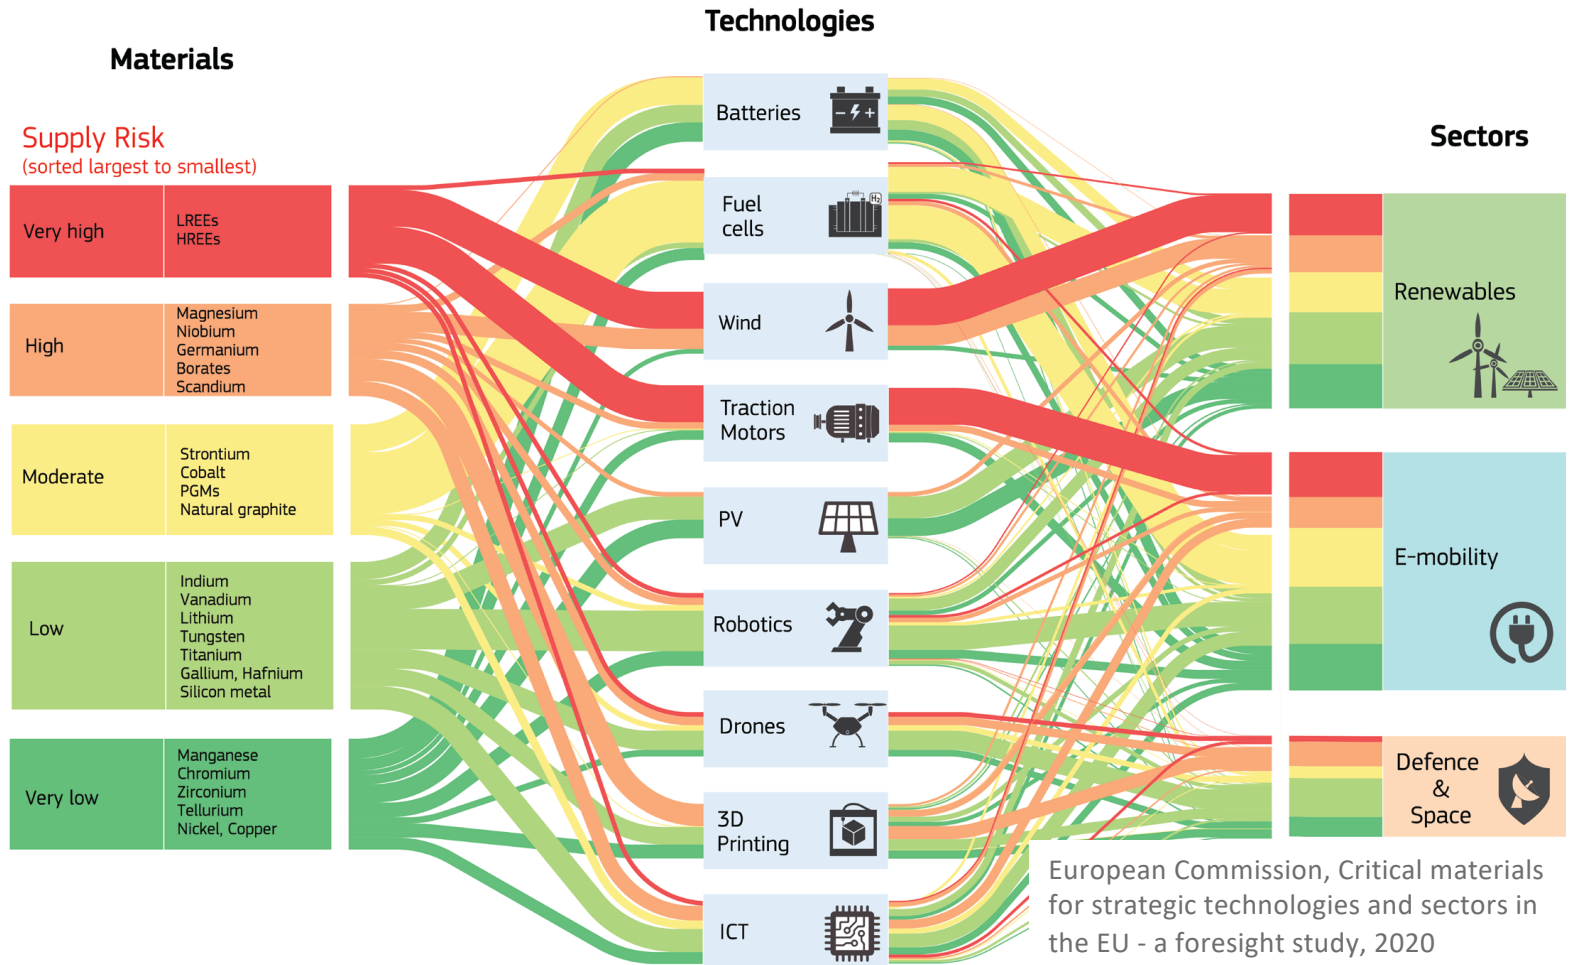 Technologies
Materials
Sectors
Supply Risk
(sorted largest to smallest)
Very high
LREEs
HREEs
High
Magnesium
Niobium
Germanium
Borates
Scandium
Moderate
Strontium
Cobalt
PGMs
Natural graphite
Low
Indium
Vanadium
Lithium
Tungsten
Titanium
Gallium, Hafnium
Silicon metal
Very low
Manganese
Chromium
Zirconium
Tellurium
Nickel, Copper
Batteries
Fuel
cells
H2
Wind
Traction
Motors
PV
Robotics
Drones
3D
Printing
ICT
Renewables
E-mobility
Defence
&
Space
European Commission, Critical materials
for strategic technologies and sectors in
the EU - a foresight study, 2020